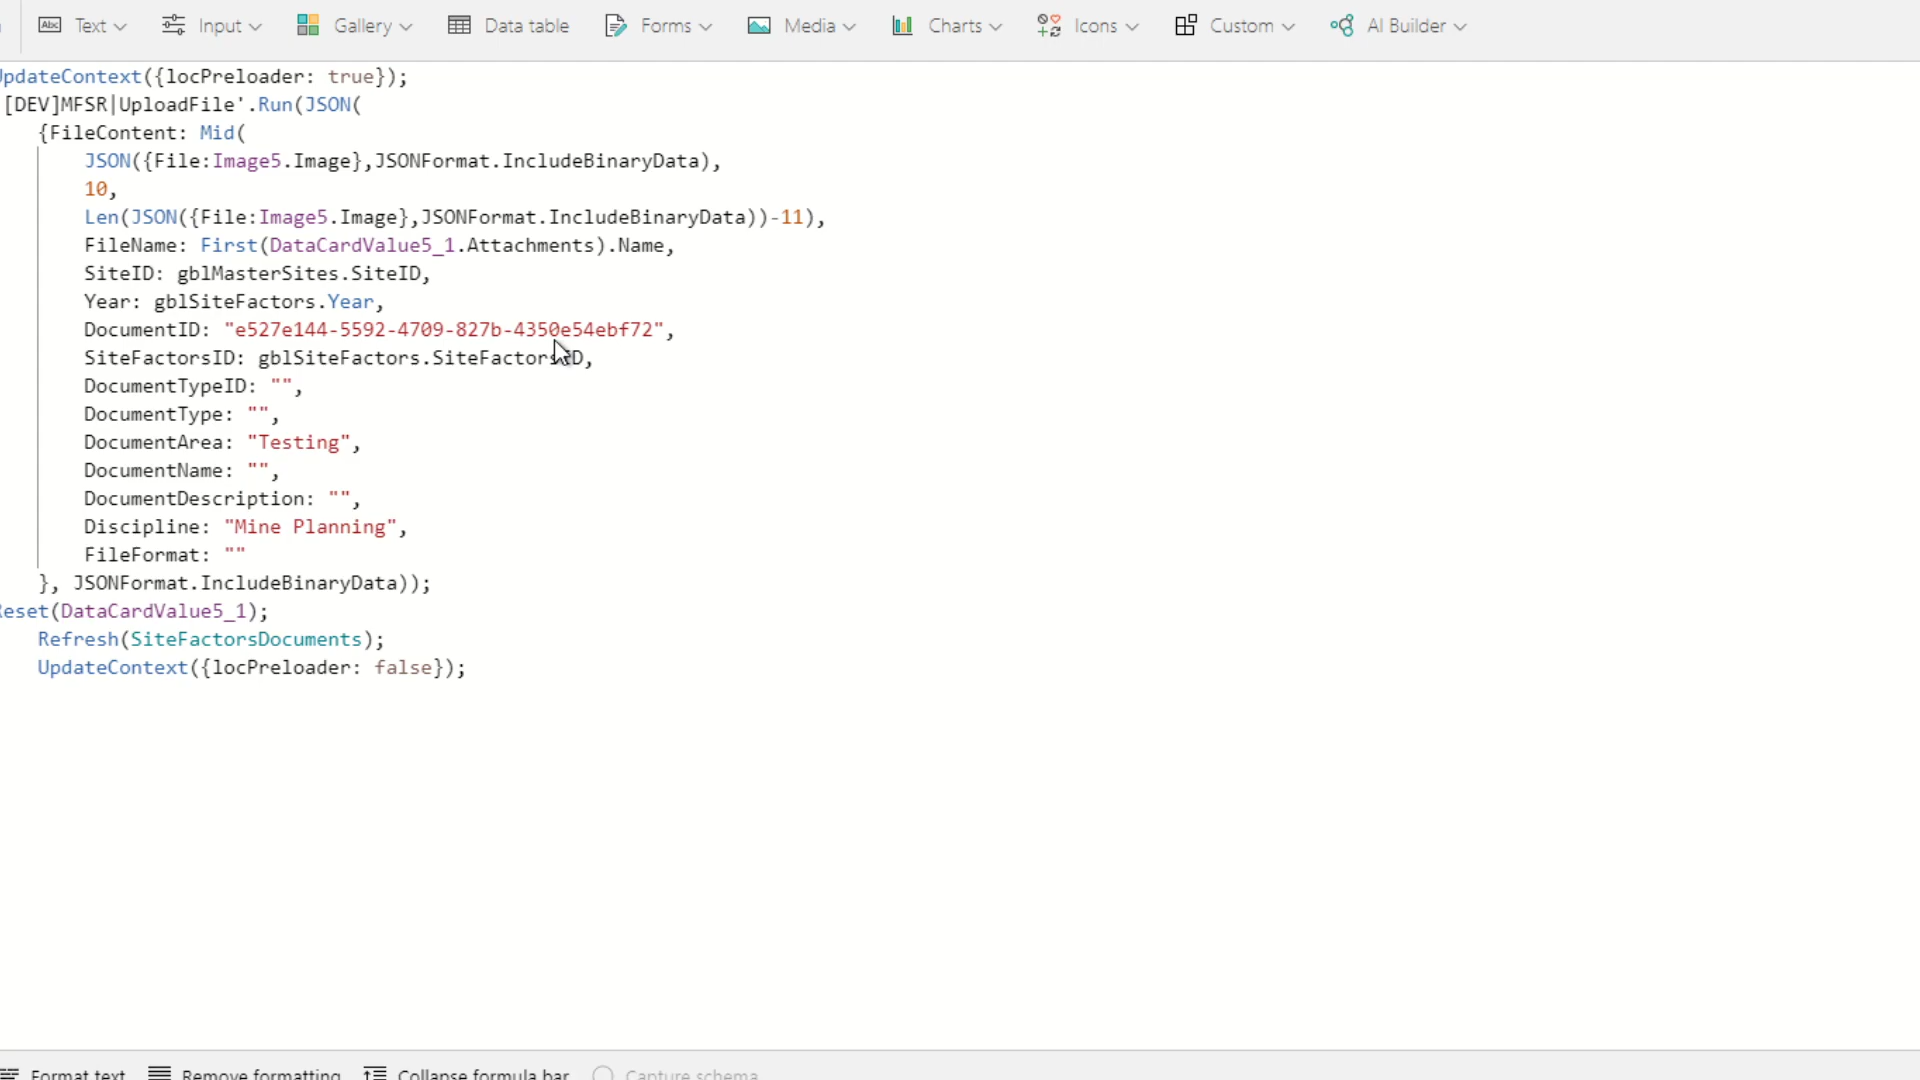 Abc Text Input Gallery Data table Forms Media Charts Icons Custom AI Builder
UpdateContext({locPreloader: true});
[DEV]MFSR|UploadFile'.Run(JSON(
{FileContent: Mid(
JSON({File:Image5.Image},JSONFormat.IncludeBinaryData),
10,
Len(JSON({File:Image5.Image},JSONFormat.IncludeBinaryData))-11),
FileName: First(DataCardValue5_1.Attachments).Name,
SiteID: gblMasterSites.SiteID,
Year: gblSiteFactors.Year,
DocumentID: "e527e144-5592-4709-827b-4350e54ebf72",
SiteFactorsID: gblSiteFactors.SiteFactorsID,
DocumentTypeID: "",
DocumentType: "",
DocumentArea: "Testing",
DocumentName: "",
DocumentDescription: "",
Discipline: "Mine Planning",
FileFormat: ""
}, JSONFormat.IncludeBinaryData));
Reset(DataCardValue5_1);
Refresh(SiteFactorsDocuments);
UpdateContext({locPreloader: false});
Format text Remove formatting Collapse formula bar Capture schema